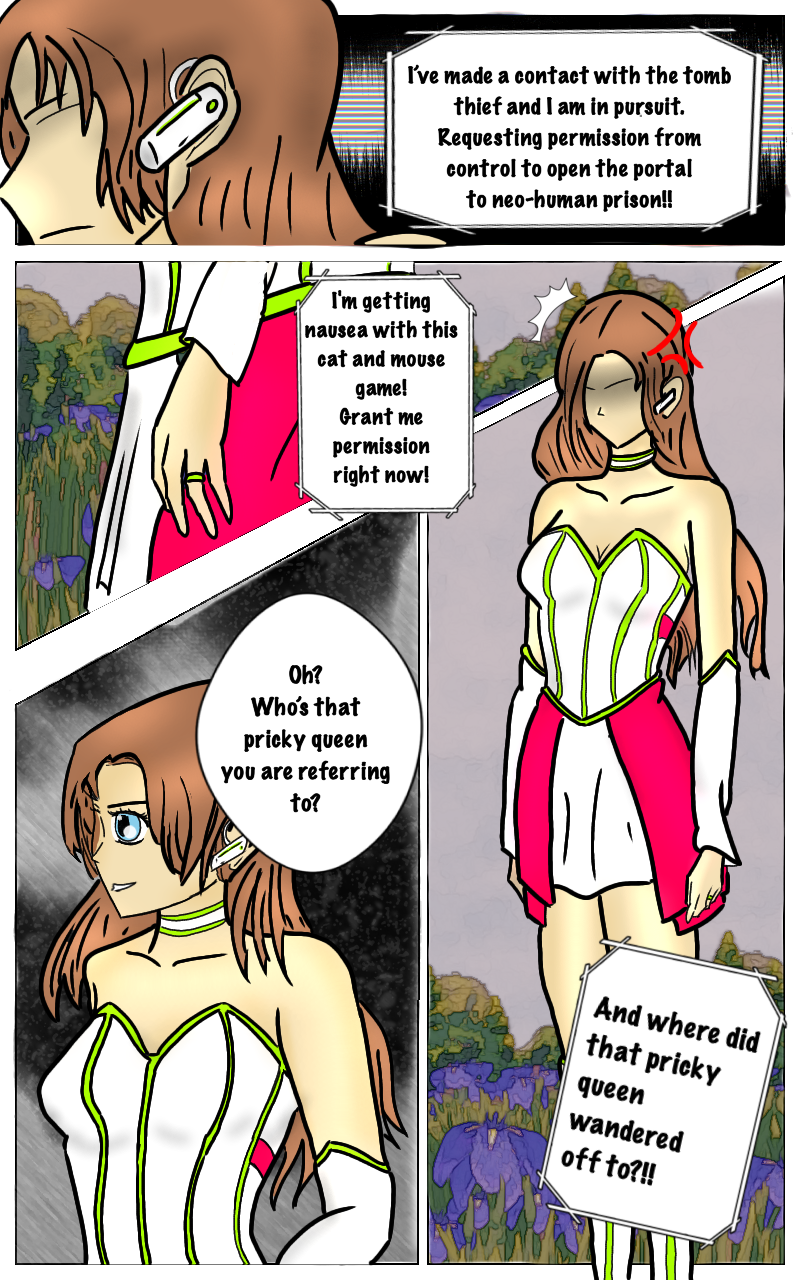 I've made a contact with the tomb
thief and I am in pursuit.
Requesting permission from
control to open the portal
to neo-human prison!!
I'm getting
nausea with this
cat and mouse
game!
Grant me
permission
right now!
And where did
that pricky
queen
wandered
off to?!!
Oh?
Who's that
pricky queen
you are referring
to?